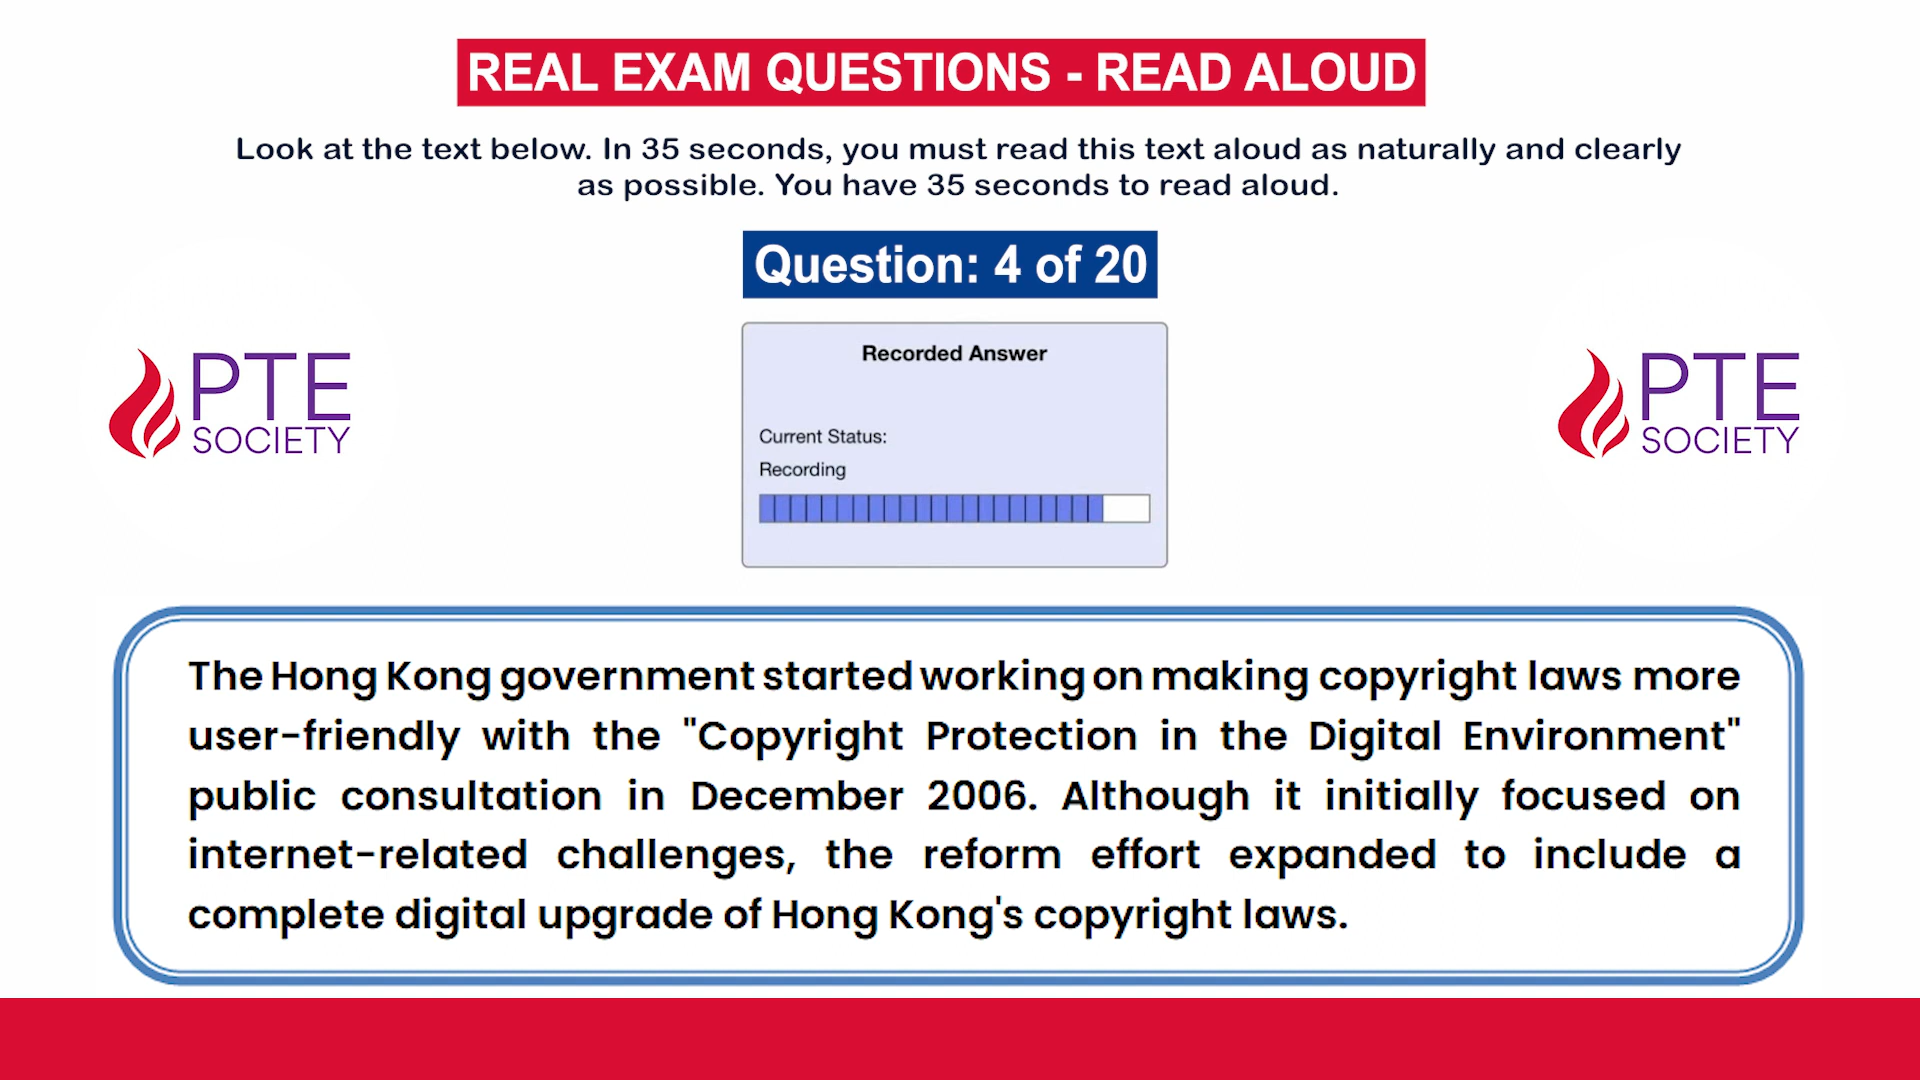 REAL EXAM QUESTIONS - READ ALOUD
Look at the text below. In 35 seconds, you must read this text aloud as naturally and clearly
as possible. You have 35 seconds to read aloud.
Question: 4 of 20
Recorded Answer
Current Status:
Recording
PTE
SOCIETY
PTE
SOCIETY
The Hong Kong government started working on making copyright laws more
user-friendly with the "Copyright Protection in the Digital Environment"
public consultation in December 2006. Although it initially focused on
internet-related challenges, the reform effort expanded to include a
complete digital upgrade of Hong Kong's copyright laws.